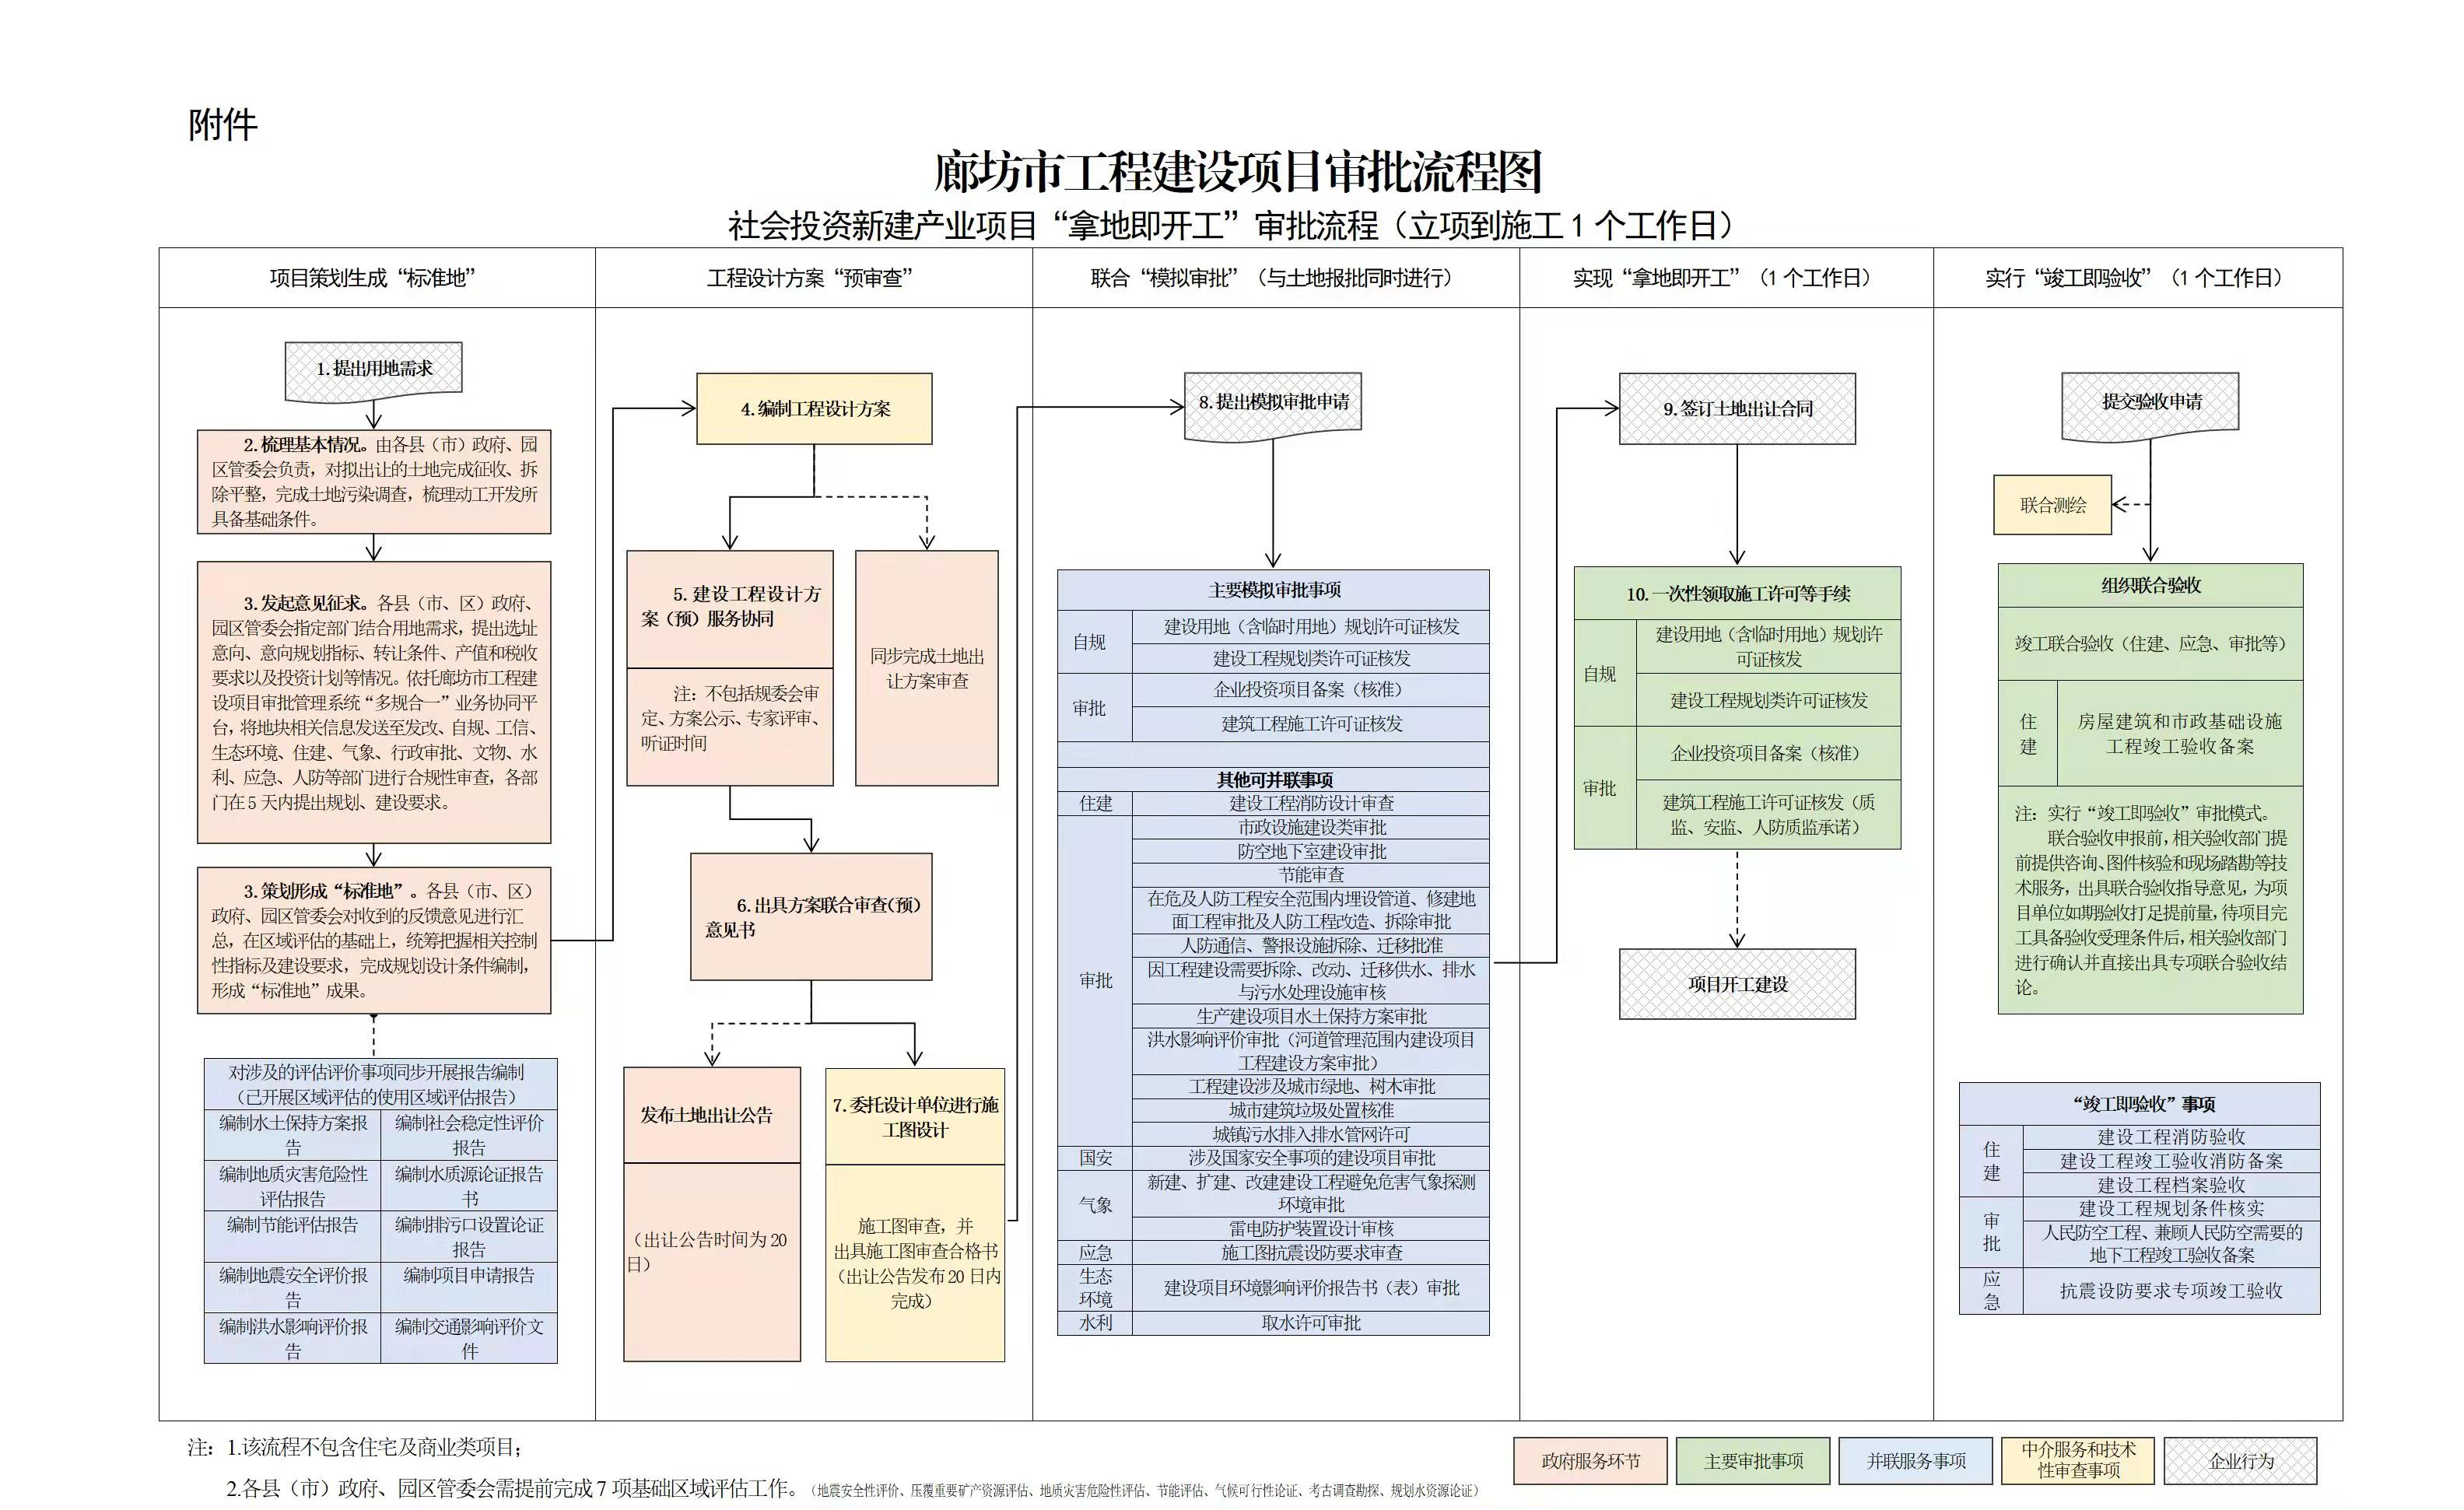 附件
廊坊市工程建设项目审批流程图
社会投资新建产业项目“拿地即开工”审批流程（立项到施工 1 个工作日）
项目策划生成“标准地”
工程设计方案“预审查”
联合“模拟审批”（与土地报批同时进行）
实现“拿地即开工”（1 个工作日）
实行“竣工即验收”（1 个工作日）
1.提出用地需求
2.梳理基本情况。由各县（市）政府、园
区管委会负责，对拟出让的土地完成征收、拆
除平整，完成土地污染调查，梳理动工开发所
具备基础条件。
3.发起意见征求。各县（市、区）政府、
园区管委会指定部门结合用地需求，提出选址
意向、意向规划指标、转让条件、产值和税收
要求以及投资计划等情况。依托廊坊市工程建
设项目审批管理系统“多规合一”业务协同平
台，将地块相关信息发送至发改、自规、工信、
生态环境、住建、气象、行政审批、文物、水
利、应急、人防等部门进行合规性审查，各部
门在 5 天内提出规划、建设要求。
3.策划形成“标准地”。各县（市、区）
政府、园区管委会对收到的反馈意见进行汇
总，在区域评估的基础上，统筹把握相关控制
性指标及建设要求，完成规划设计条件编制，
形成“标准地”成果。
对涉及的评估评价事项同步开展报告编制
（已开展区域评估的使用区域评估报告）
编制水土保持方案报
告
编制社会稳定性评价
报告
编制地质灾害危险性
评估报告
编制水质源论证报告
书
编制节能评估报告
编制排污口设置论证
报告
编制地震安全评价报
告
编制项目申请报告
编制洪水影响评价报
告
编制交通影响评价文
件
4.编制工程设计方案
5.建设工程设计方
案（预）服务协同
注：不包括规委会审
定、方案公示、专家评审、
听证时间
同步完成土地出
让方案审查
6.出具方案联合审查（预）
意见书
发布土地出让公告
（出让公告时间为 20
日）
7.委托设计单位进行施
工图设计
施工图审查，并
出具施工图审查合格书
（出让公告发布 20 日内
完成）
8.提出模拟审批申请
主要模拟审批事项
自规
建设用地（含临时用地）规划许可证核发
建设工程规划类许可证核发
审批
企业投资项目备案（核准）
建筑工程施工许可证核发
其他可并联事项
住建
建设工程消防设计审查
审批
市政设施建设类审批
防空地下室建设审批
节能审查
在危及人防工程安全范围内埋设管道、修建地
面工程审批及人防工程改造、拆除审批
人防通信、警报设施拆除、迁移批准
因工程建设需要拆除、改动、迁移供水、排水
与污水处理设施审核
生产建设项目水土保持方案审批
洪水影响评价审批（河道管理范围内建设项目
工程建设方案审批）
工程建设涉及城市绿地、树木审批
城市建筑垃圾处置核准
城镇污水排入排水管网许可
国安
涉及国家安全事项的建设项目审批
气象
新建、扩建、改建建设工程避免危害气象探测
环境审批
雷电防护装置设计审核
应急
施工图抗震设防要求审查
生态
环境
建设项目环境影响评价报告书（表）审批
水利
取水许可审批
9.签订土地出让合同
10.一次性领取施工许可等手续
自规
建设用地（含临时用地）规划许
可证核发
建设工程规划类许可证核发
审批
企业投资项目备案（核准）
建筑工程施工许可证核发（质
监、安监、人防质监承诺）
项目开工建设
提交验收申请
联合测绘
组织联合验收
竣工联合验收（住建、应急、审批等）
住
建
房屋建筑和市政基础设施
工程竣工验收备案
注：实行“竣工即验收”审批模式。
联合验收申报前，相关验收部门提
前提供咨询、图件核验和现场踏勘等技
术服务，出具联合验收指导意见，为项
目单位如期验收打足提前量，待项目完
工具备验收受理条件后，相关验收部门
进行确认并直接出具专项联合验收结
论。
“竣工即验收”事项
住
建
建设工程消防验收
建设工程竣工验收消防备案
建设工程档案验收
审
批
建设工程规划条件核实
人民防空工程、兼顾人民防空需要的
地下工程竣工验收备案
应
急
抗震设防要求专项竣工验收
注：1.该流程不包含住宅及商业类项目；
2.各县（市）政府、园区管委会需提前完成 7 项基础区域评估工作。（地震安全性评价、压覆重要矿产资源评估、地质灾害危险性评估、节能评估、气候可行性论证、考古调查勘探、规划水资源论证）
政府服务环节
主要审批事项
并联服务事项
中介服务和技术
性审查事项
企业行为